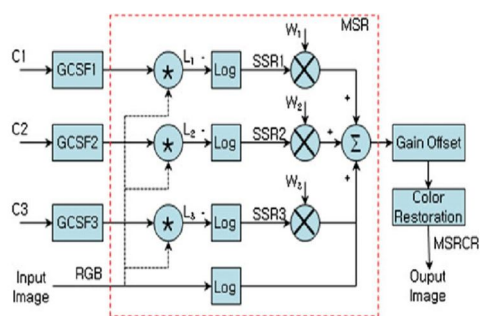 MSR
C1 GCSF1 * L₁ - Log SSR1 W₁
C2 GCSF2 * L₂ - Log SSR2 W₂
C3 GCSF3 * L₃ - Log SSR3 W₃
+ + + Σ
Gain Offset
Color
Restoration
MSRCR
Ouput
Image
Input
Image
RGB Log